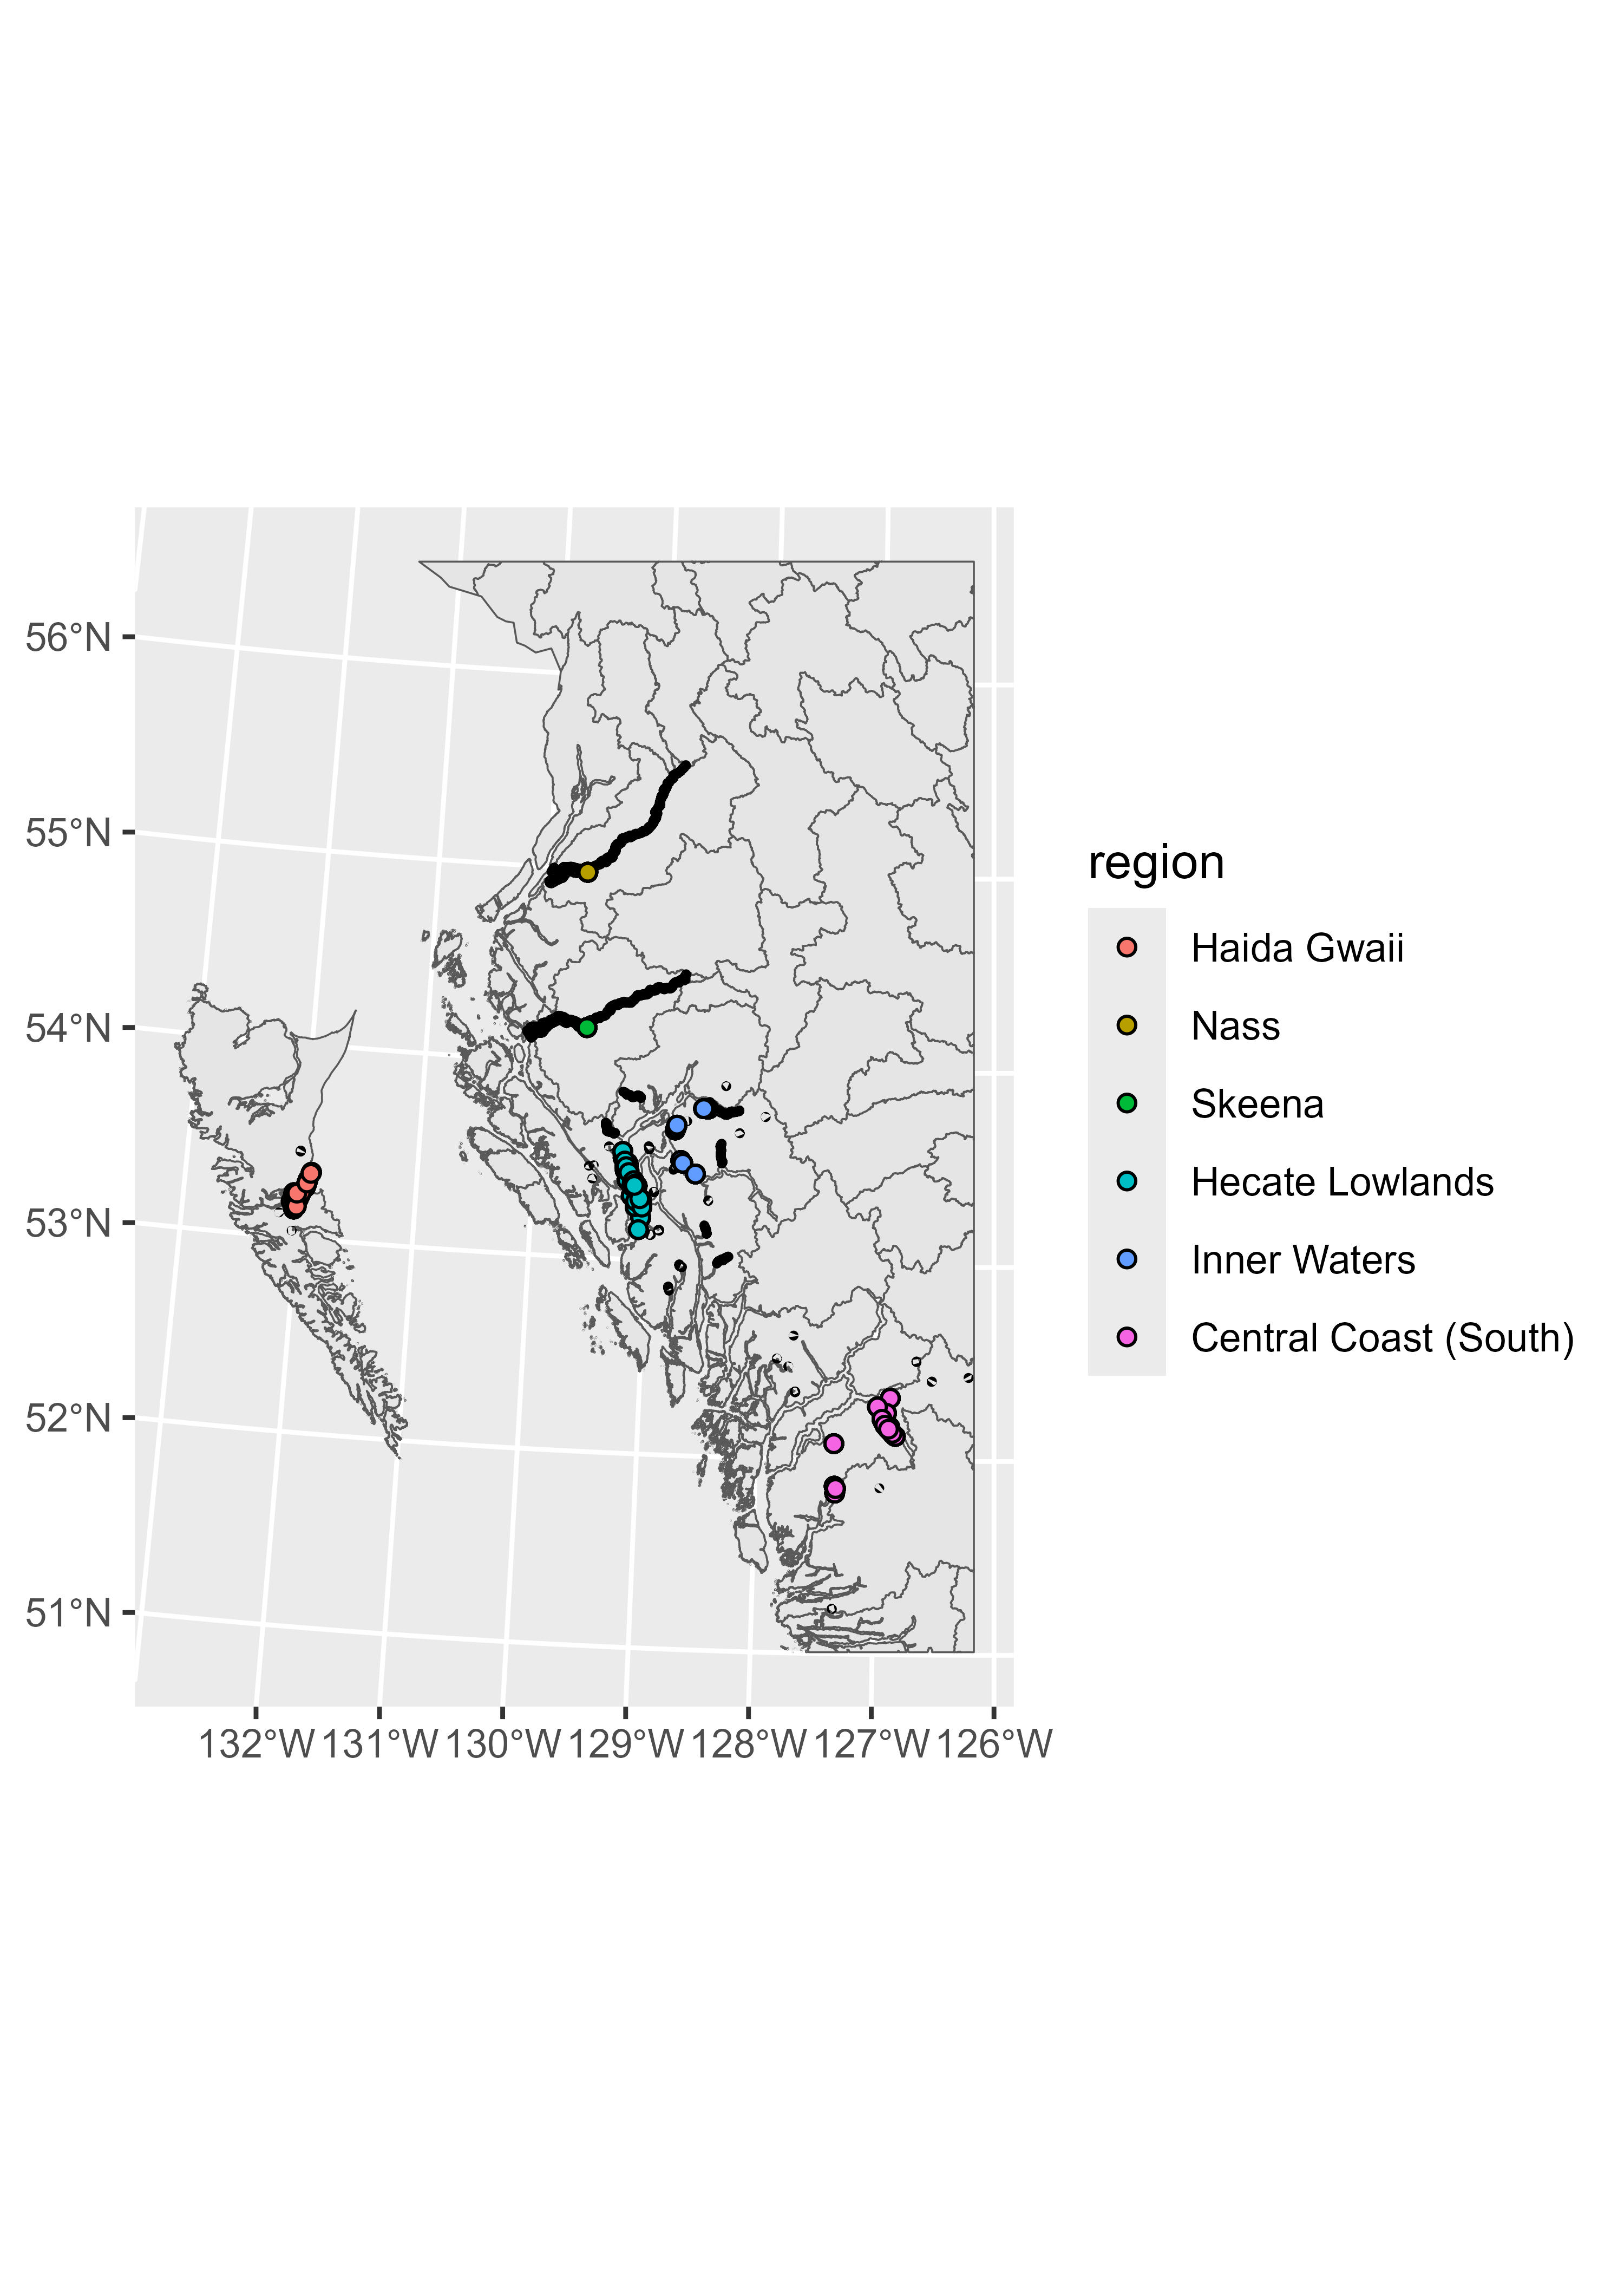 56°N
55°N
54°N
53°N
52°N
51°N
132°W 131°W 130°W 129°W 128°W 127°W 126°W
region
Haida Gwaii
Nass
Skeena
Hecate Lowlands
Inner Waters
Central Coast (South)